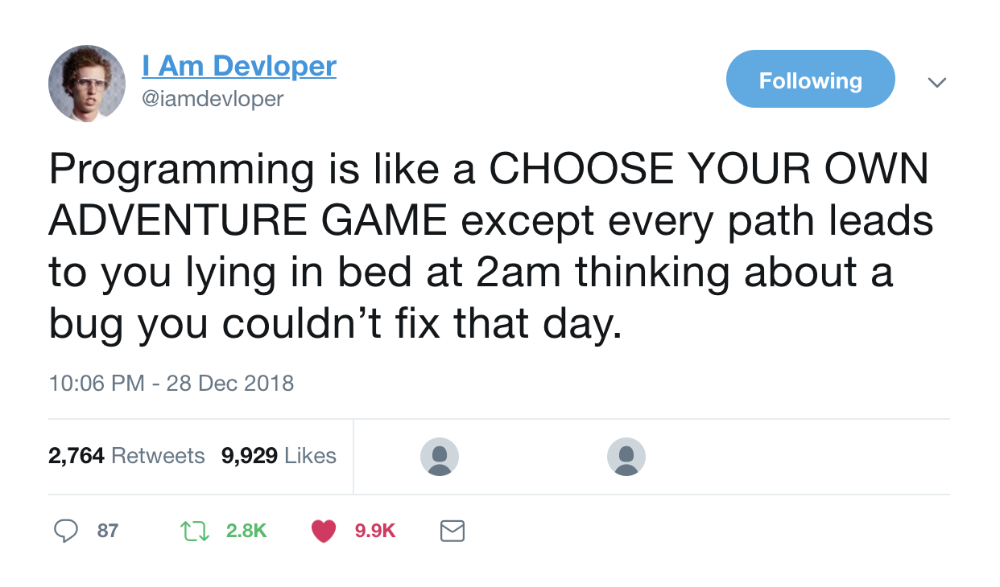 I Am Devloper
@iamdevloper
Following
Programming is like a CHOOSE YOUR OWN
ADVENTURE GAME except every path leads
to you lying in bed at 2am thinking about a
bug you couldn’t fix that day.
10:06 PM - 28 Dec 2018
2,764 Retweets 9,929 Likes
87 2.8K 9.9K